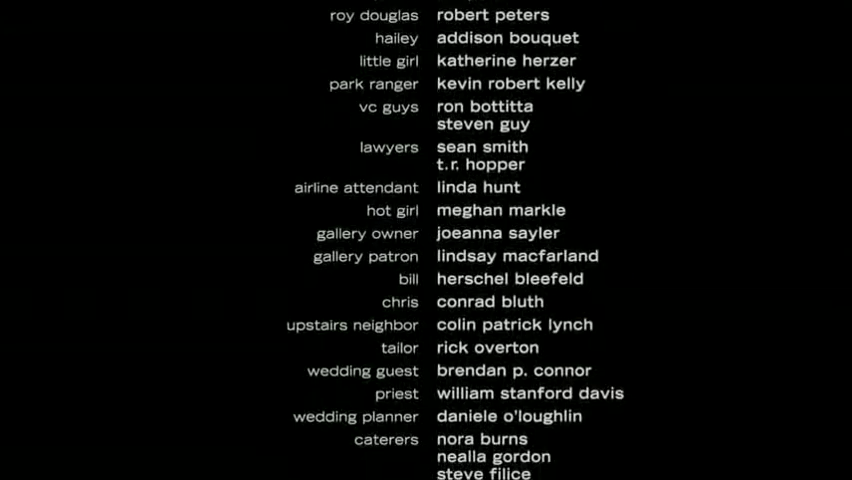 roy douglas robert peters
hailey addison bouquet
little girl katherine herzer
park ranger kevin robert kelly
vc guys ron bottitta
steven guy
lawyers sean smith
t.r. hopper
airline attendant linda hunt
hot girl meghan markle
gallery owner joeanna sayler
gallery patron lindsay macfarland
bill herschel bleefeld
chris conrad bluth
upstairs neighbor colin patrick lynch
tailor rick overton
wedding guest brendan p. connor
priest william stanford davis
wedding planner daniele o'loughlin
caterers nora burns
nealla gordon
steve filice